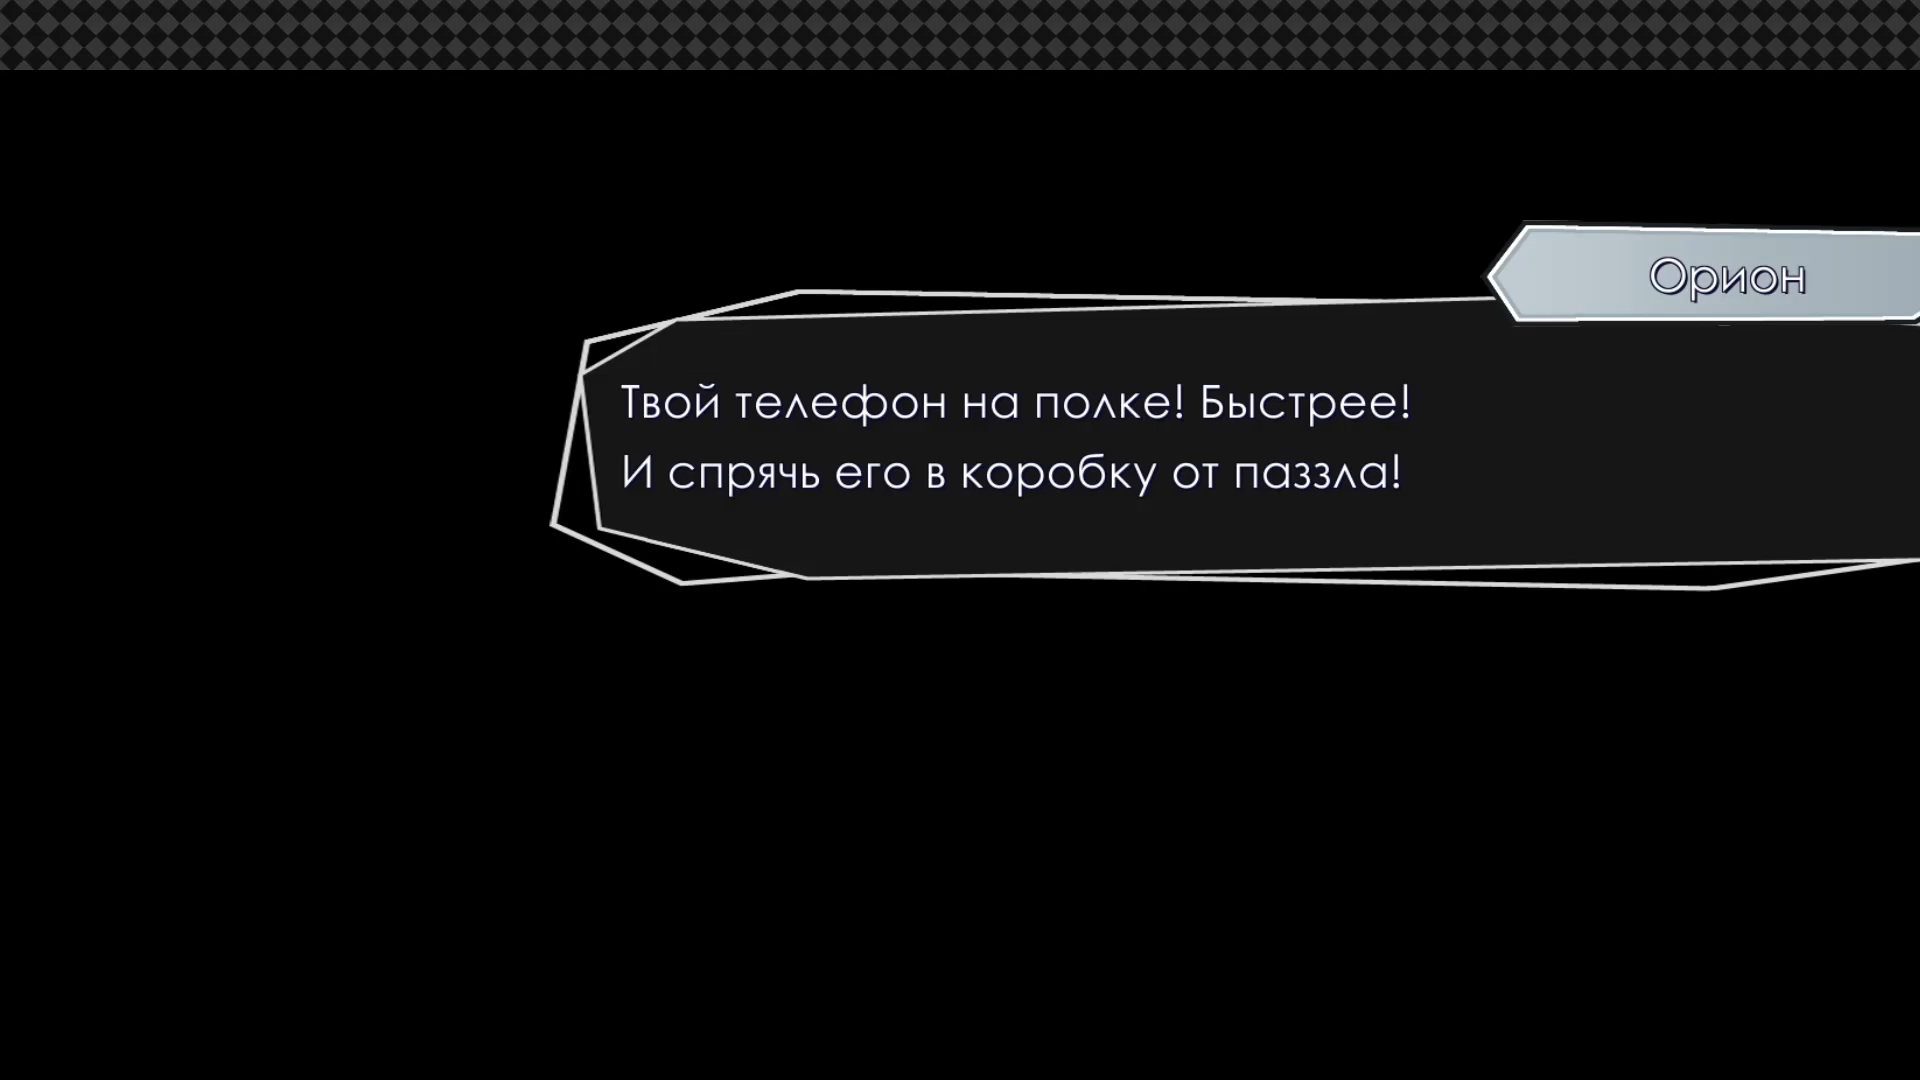 Орион
Твой телефон на полке! Быстрее!
И спрячь его в коробку от паззла!